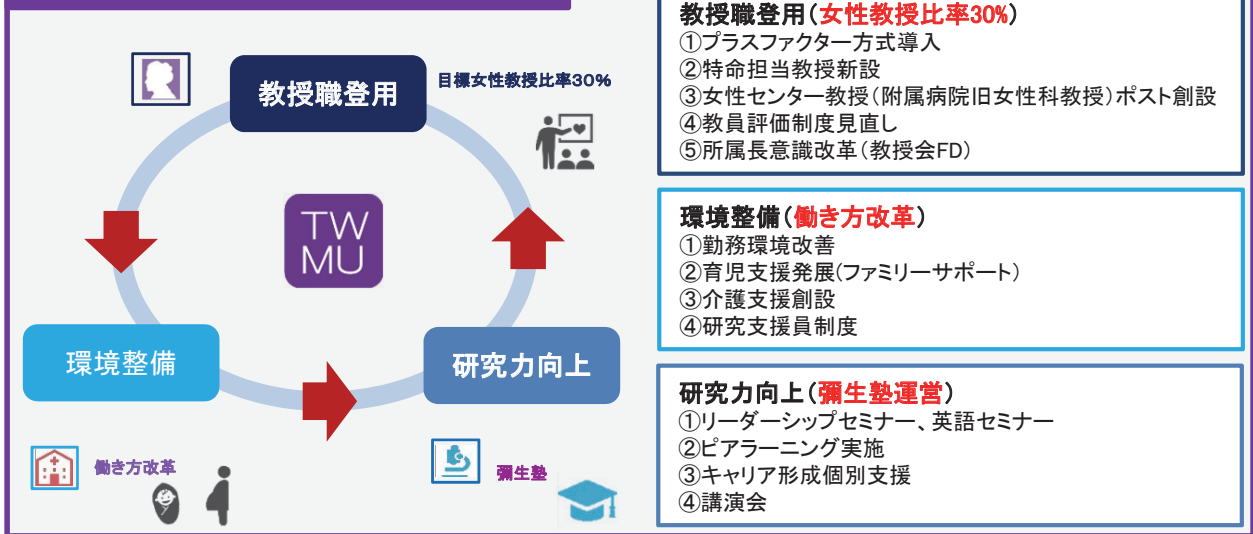 教授職登用
目標女性教授比率30%
TW
MU
環境整備
研究力向上
働き方改革
彌生塾
教授職登用(女性教授比率30%)
①プラスファクター方式導入
②特命担当教授新設
③女性センター教授(附属病院旧女性科教授)ポスト創設
④教員評価制度見直し
⑤所属長意識改革(教授会FD)
環境整備(働き方改革)
①勤務環境改善
②育児支援発展(ファミリーサポート)
③介護支援創設
④研究支援員制度
研究力向上(彌生塾運営)
①リーダーシップセミナー、英語セミナー
②ピアラーニング実施
③キャリア形成個別支援
④講演会